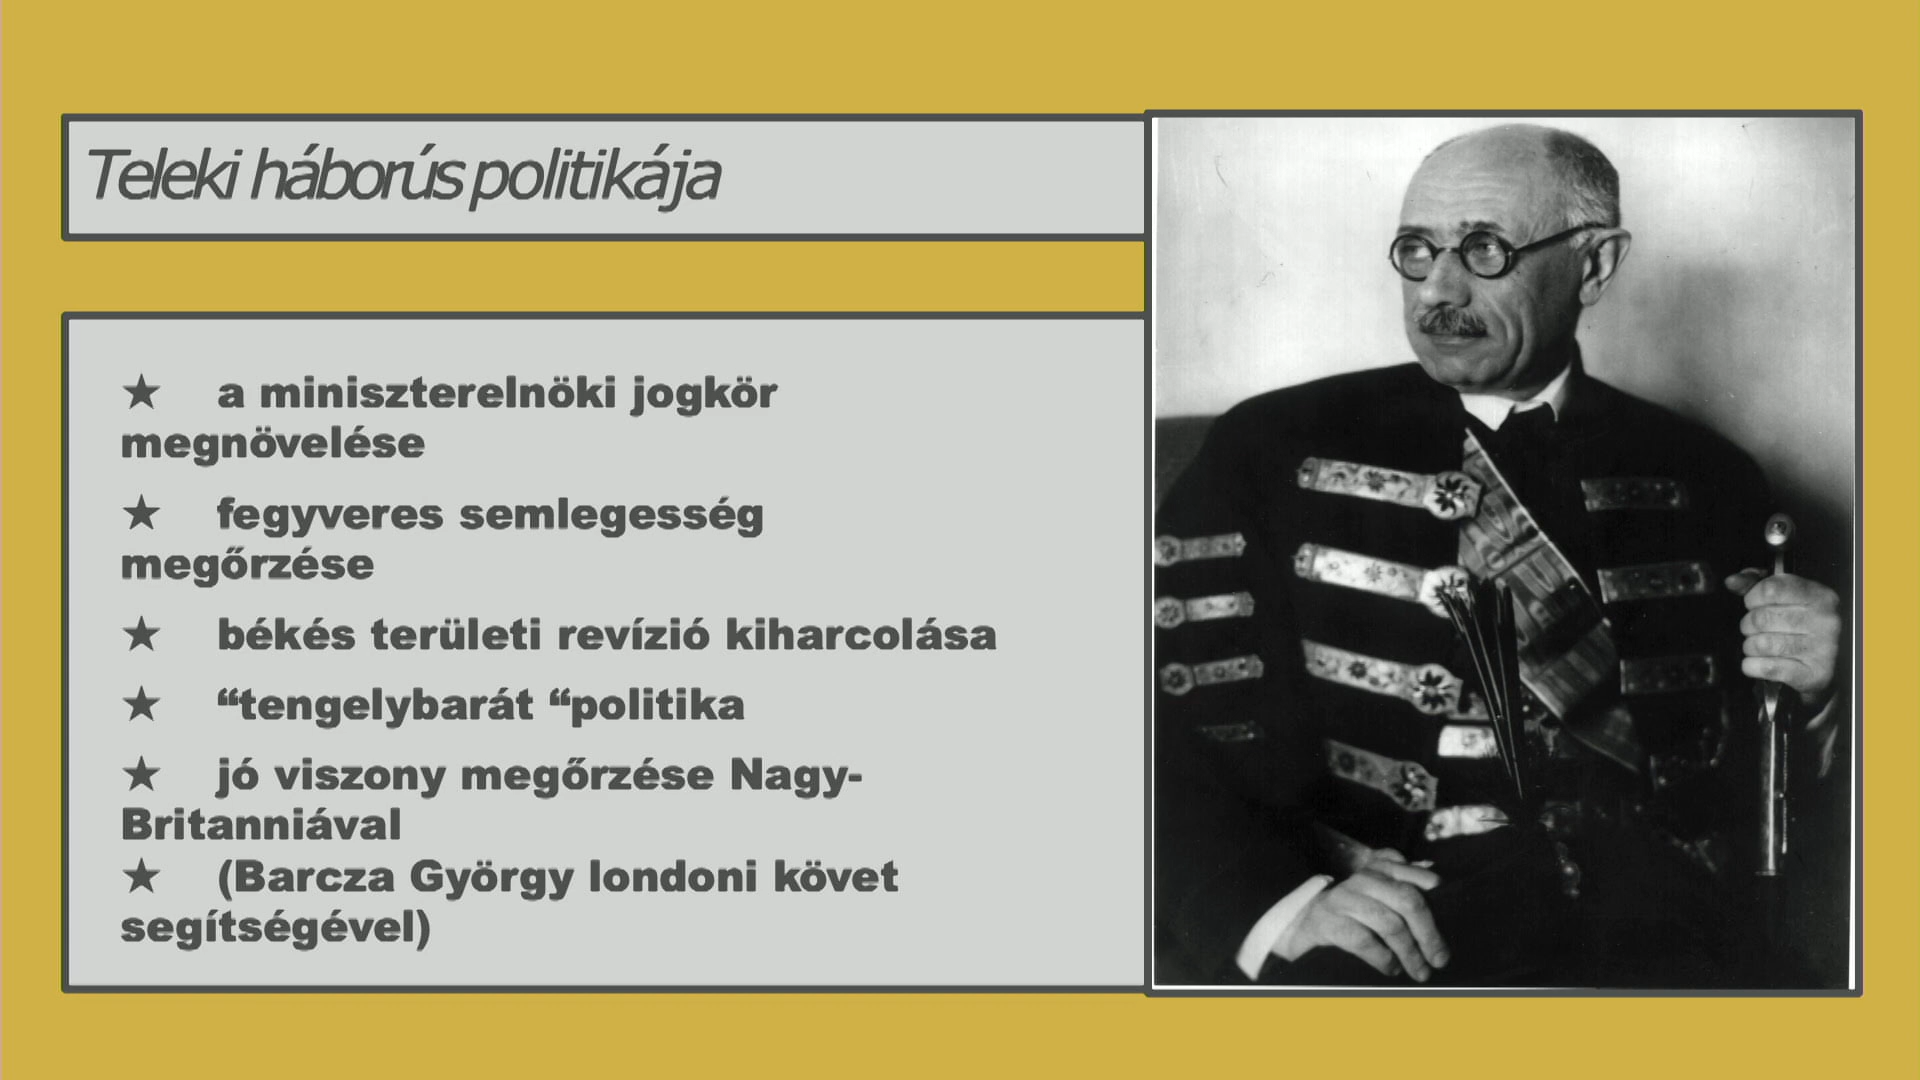 Teleki háborús politikája
★ a miniszterelnöki jogkör
megnövelése
★ fegyveres semlegesség
megőrzése
★ békés területi revízió kiharcolása
★ “tengelybarát “politika
★ jó viszony megőrzése Nagy-
Britanniával
★ (Barcza György londoni követ
segítségével)